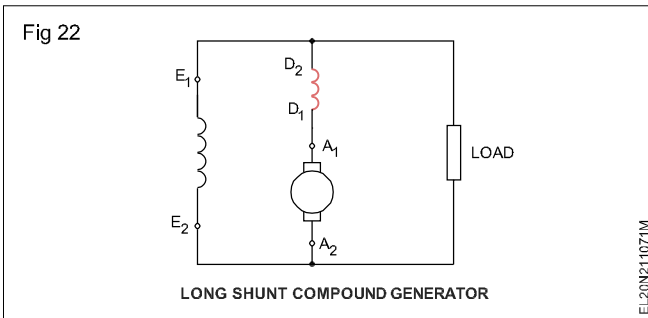 Fig 22
D2
E1
D1
A1
LOAD
E2
A2
LONG SHUNT COMPOUND GENERATOR
EL20N211071M